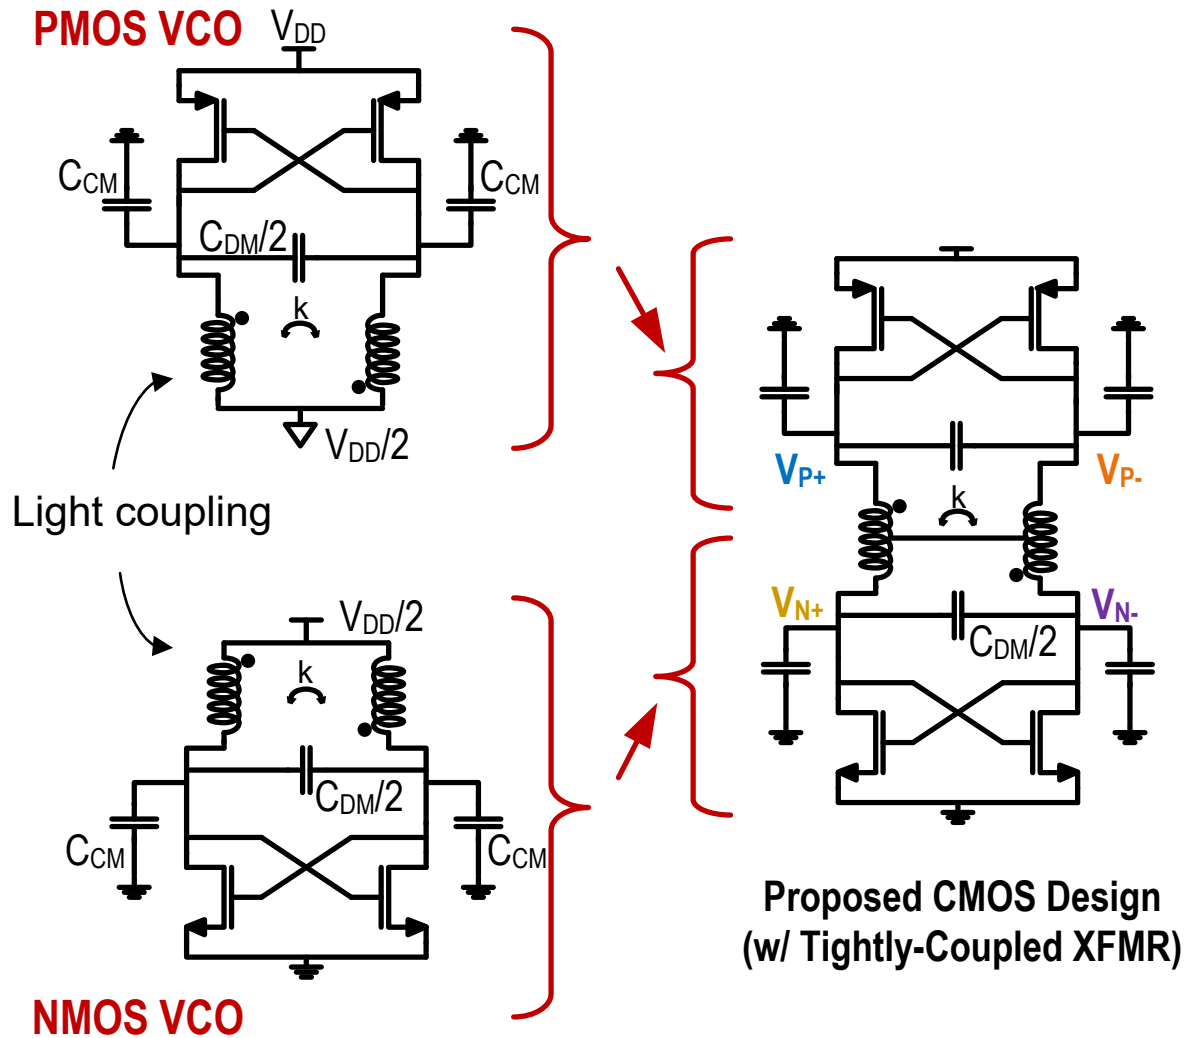 PMOS VCO
VDD
CCM
CCM
CDM/2
k
VDD/2
Light coupling
VDD/2
k
CDM/2
CCM
CCM
NMOS VCO
VP+
VP-
k
VN+
VN-
CDM/2
Proposed CMOS Design
(w/ Tightly-Coupled XFMR)